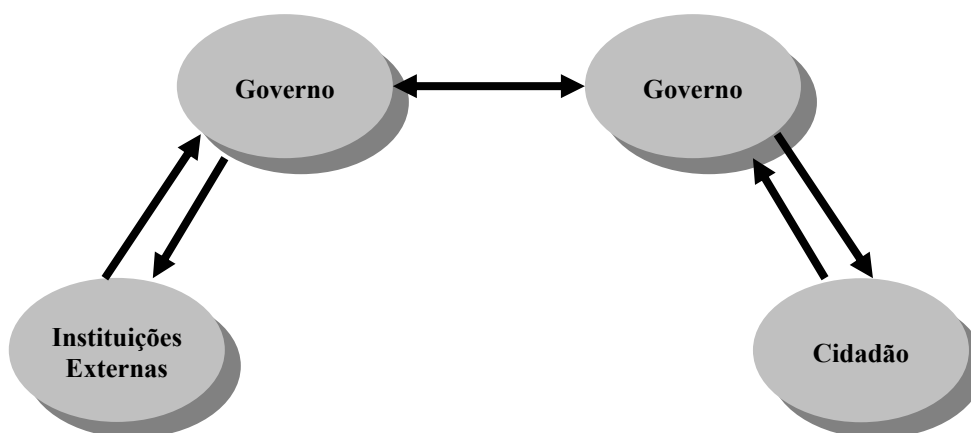 Governo
Governo
Instituições
Externas
Cidadão